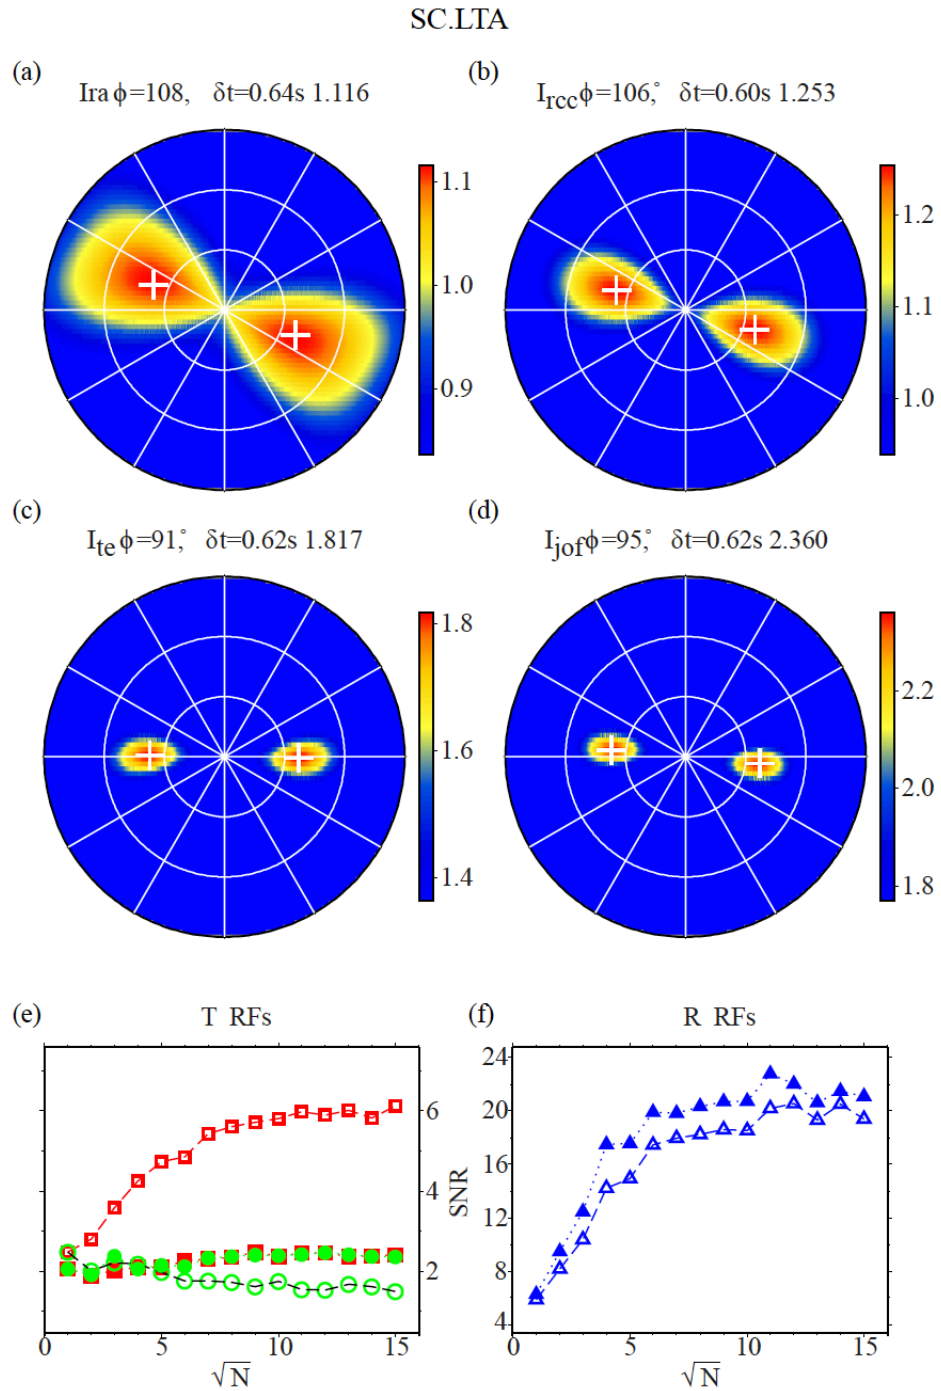 SC.LTA
(a)
(b)
Ira ϕ=108, δt=0.64s 1.116
Ircc ϕ=106,° δt=0.60s 1.253
1.1
1.0
0.9
1.2
1.1
1.0
(c)
(d)
Ite ϕ=91,° δt=0.62s 1.817
Ijof ϕ=95,° δt=0.62s 2.360
1.8
1.6
1.4
2.2
2.0
1.8
(e)
T RFs
(f)
R RFs
6
4
2
0 5 10 15
√N
SNR
24
20
16
12
8
4
0 5 10 15
√N